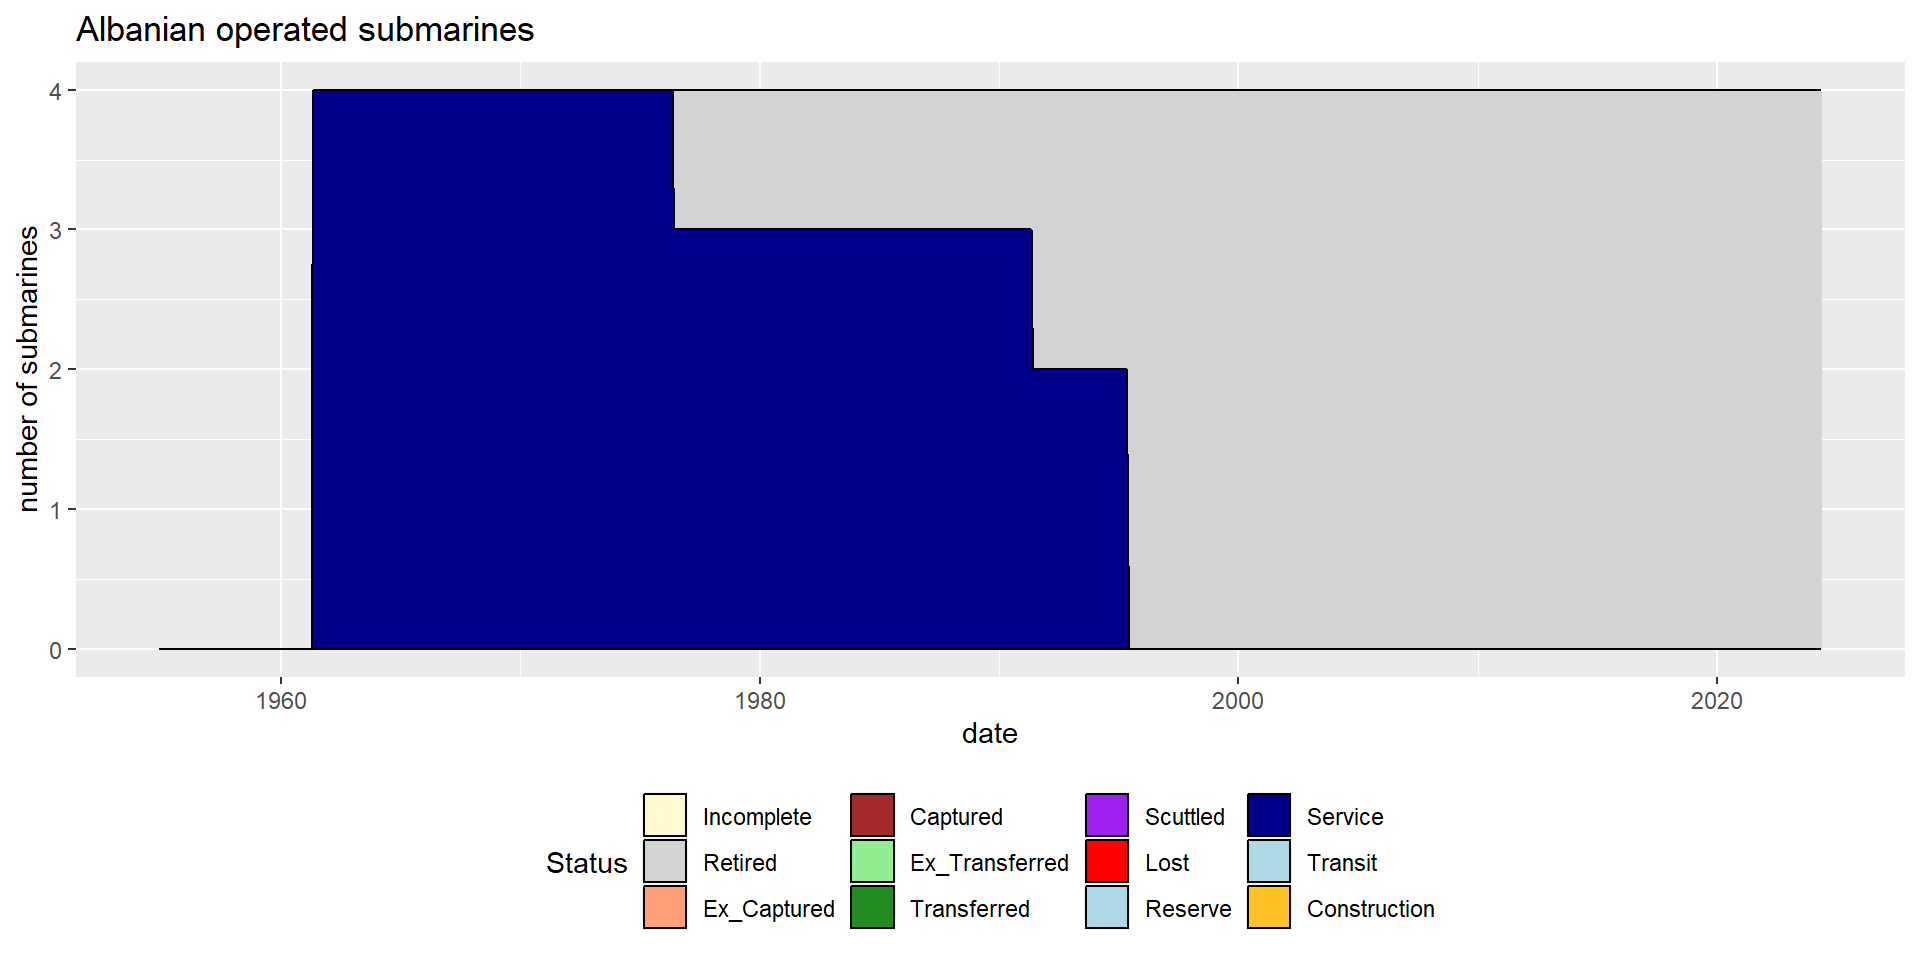 Albanian operated submarines
number of submarines
4
3
2
1
0
1960 1980 2000 2020
date
Status
Incomplete Captured Scuttled Service
Retired Ex_Transferred Lost Transit
Ex_Captured Transferred Reserve Construction